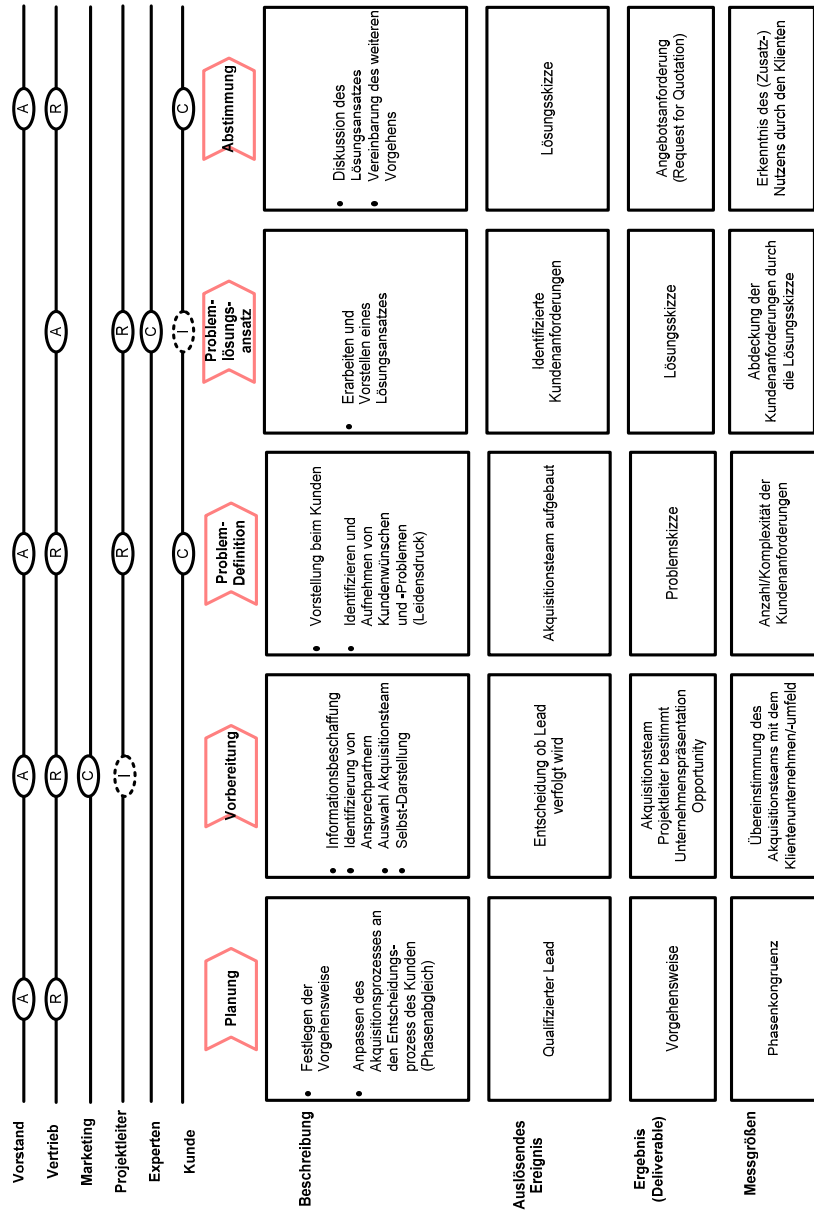 Vorstand
A
A
A
A
Vertrieb
R
R
R
A
R
Marketing
C
Projektleiter
I
R
R
Experten
C
Kunde
C
I
C
Planung
Vorbereitung
Problem-
Definition
Problem-
lösungs-
ansatz
Abstimmung
Beschreibung
• Festlegen der
Vorgehensweise
• Anpassen des
Akquisitionsprozesses an
den Entscheidungs-
prozess des Kunden
(Phasenabgleich)
• Informationsbeschaffung
• Identifizierung von
Ansprechpartnern
• Auswahl Akquisitionsteam
• Selbst-Darstellung
• Vorstellung beim Kunden
• Identifizieren und
Aufnehmen von
Kundenwünschen
und -Problemen
(Leidensdruck)
• Erarbeiten und
Vorstellen eines
Lösungsansatzes
• Diskussion des
Lösungsansatzes
• Vereinbarung des weiteren
Vorgehens
Auslösendes
Ereignis
Qualifizierter Lead
Entscheidung ob Lead
verfolgt wird
Akquisitionsteam aufgebaut
Identifizierte
Kundenanforderungen
Lösungsskizze
Ergebnis
(Deliverable)
Vorgehensweise
Akquisitionsteam
Projektleiter bestimmt
Unternehmenspräsentation
Opportunity
Problemskizze
Lösungsskizze
Angebotsanforderung
(Request for Quotation)
Messgrößen
Phasenkongruenz
Übereinstimmung des
Akquisitionsteams mit dem
Klientenunternehmen/-umfeld
Anzahl/Komplexität der
Kundenanforderungen
Abdeckung der
Kundenanforderungen durch
die Lösungsskizze
Erkenntnis des (Zusatz-)
Nutzens durch den Klienten